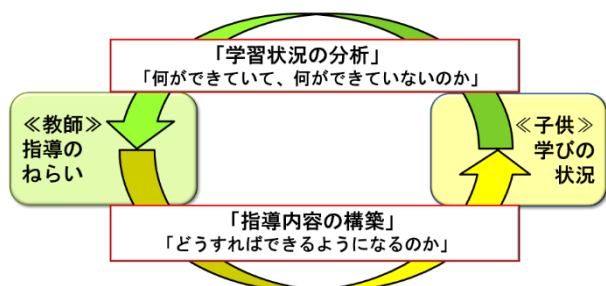 「学習状況の分析」
「何ができていて、何ができていないのか」
≪教師≫
指導の
ねらい
≪子供≫
学びの
状況
「指導内容の構築」
「どうすればできるようになるのか」